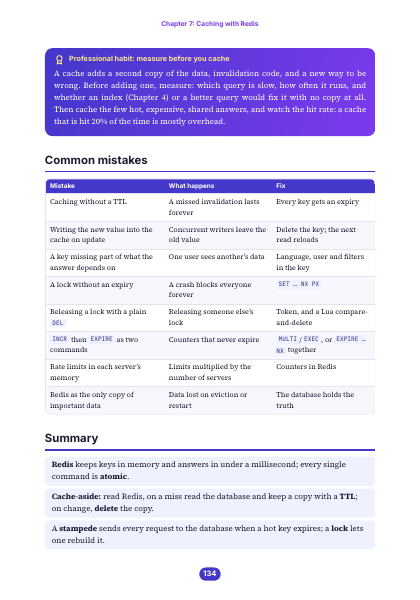 Chapter 7: Caching with Redis
Professional habit: measure before you cache
A cache adds a second copy of the data, invalidation code, and a new way to be
wrong. Before adding one, measure: which query is slow, how often it runs, and
whether an index (Chapter 4) or a better query would fix it with no copy at all.
Then cache the few hot, expensive, shared answers, and watch the hit rate: a cache
that is hit 20% of the time is mostly overhead.
Common mistakes
Mistake What happens Fix
Caching without a TTL A missed invalidation lasts Every key gets an expiry
forever
Writing the new value into the Concurrent writers leave the Delete the key; the next
cache on update old value read reloads
A key missing part of what the One user sees another's data Language, user and filters
answer depends on in the key
A lock without an expiry A crash blocks everyone SET … NX PX
forever
Releasing a lock with a plain Releasing someone else's Token, and a Lua compare-
DEL lock and-delete
INCR then EXPIRE as two Counters that never expire MULTI / EXEC, or EXPIRE …
commands NX together
Rate limits in each server's Limits multiplied by the Counters in Redis
memory number of servers
Redis as the only copy of Data lost on eviction or The database holds the
important data restart truth
Summary
Redis keeps keys in memory and answers in under a millisecond; every single
command is atomic.
Cache-aside: read Redis, on a miss read the database and keep a copy with a TTL;
on change, delete the copy.
A stampede sends every request to the database when a hot key expires; a lock lets
one rebuild it.
134